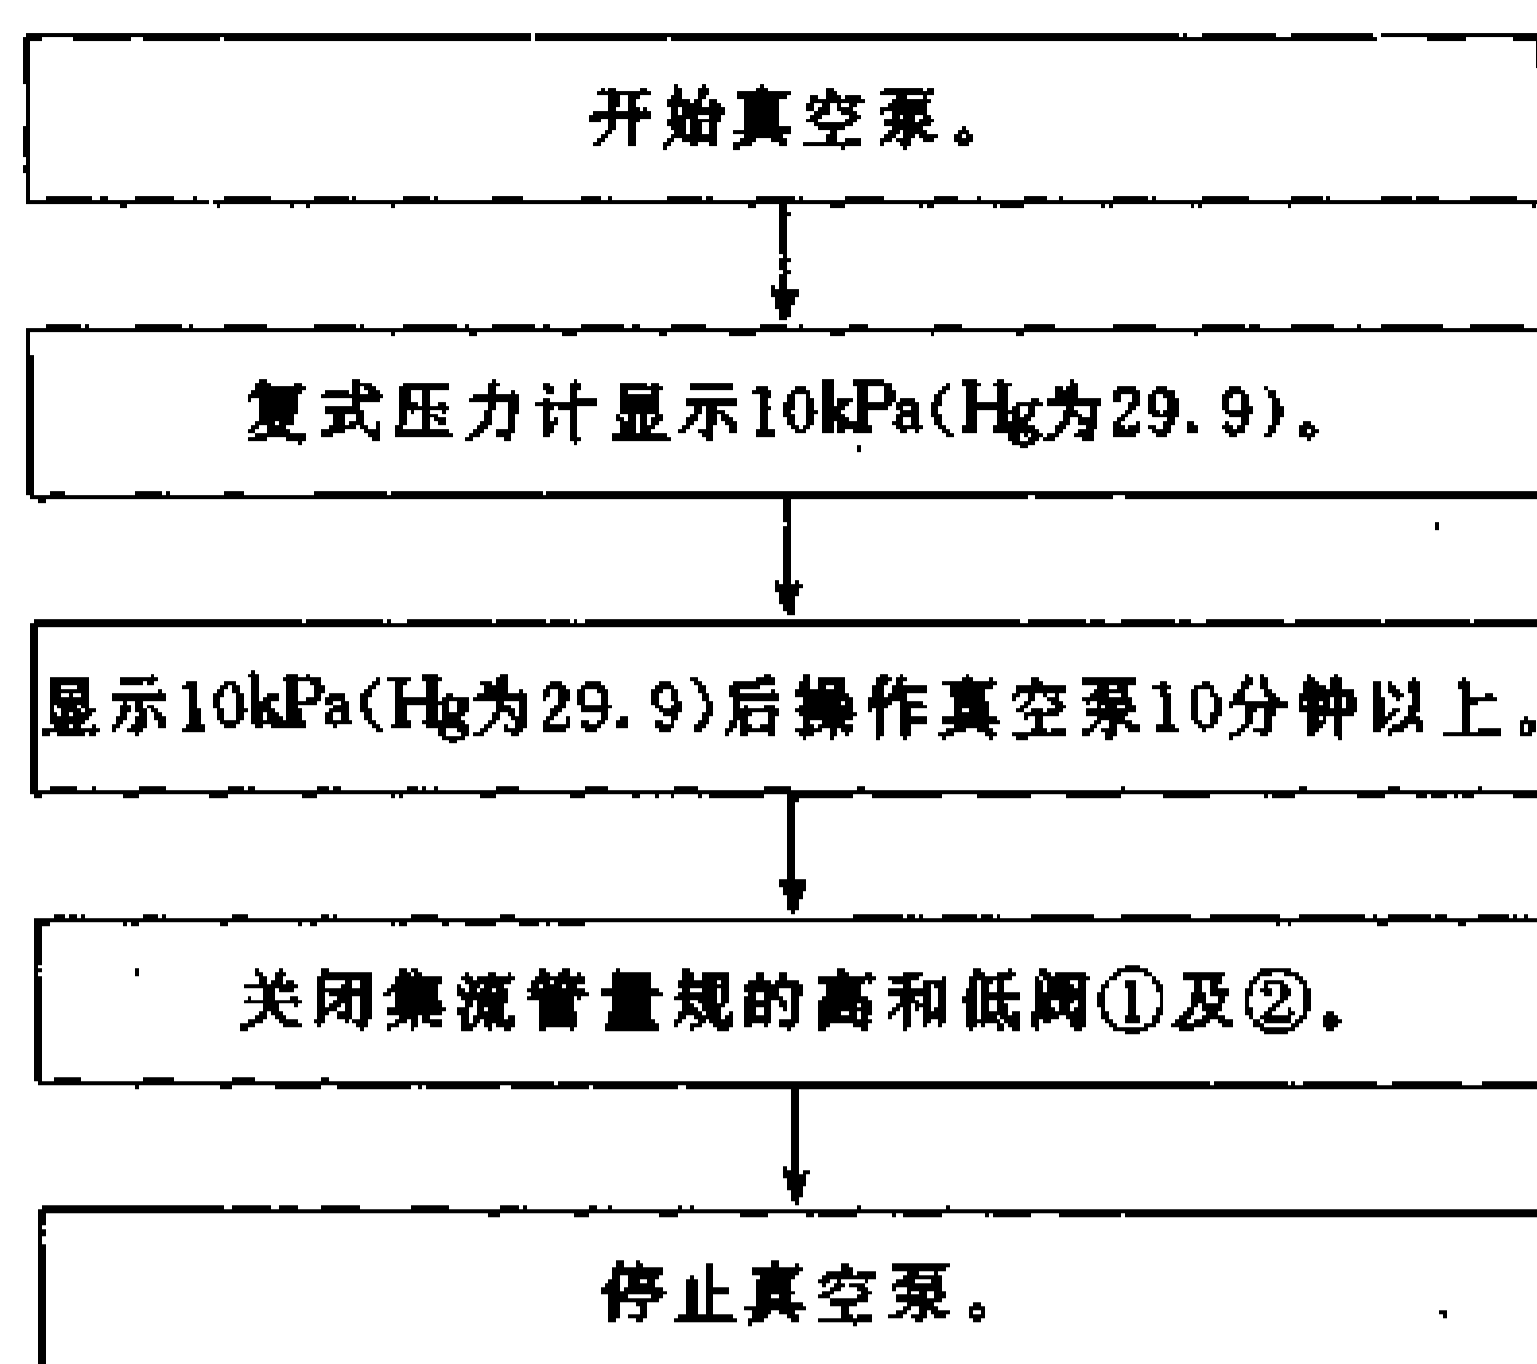 开始真空泵。
复式压力计显示10kPa(Hg为29.9)。
显示10kPa(Hg为29.9)后操作真空泵10分钟以上。
关闭集流管量规的高和低阀①及②。
停止真空泵。